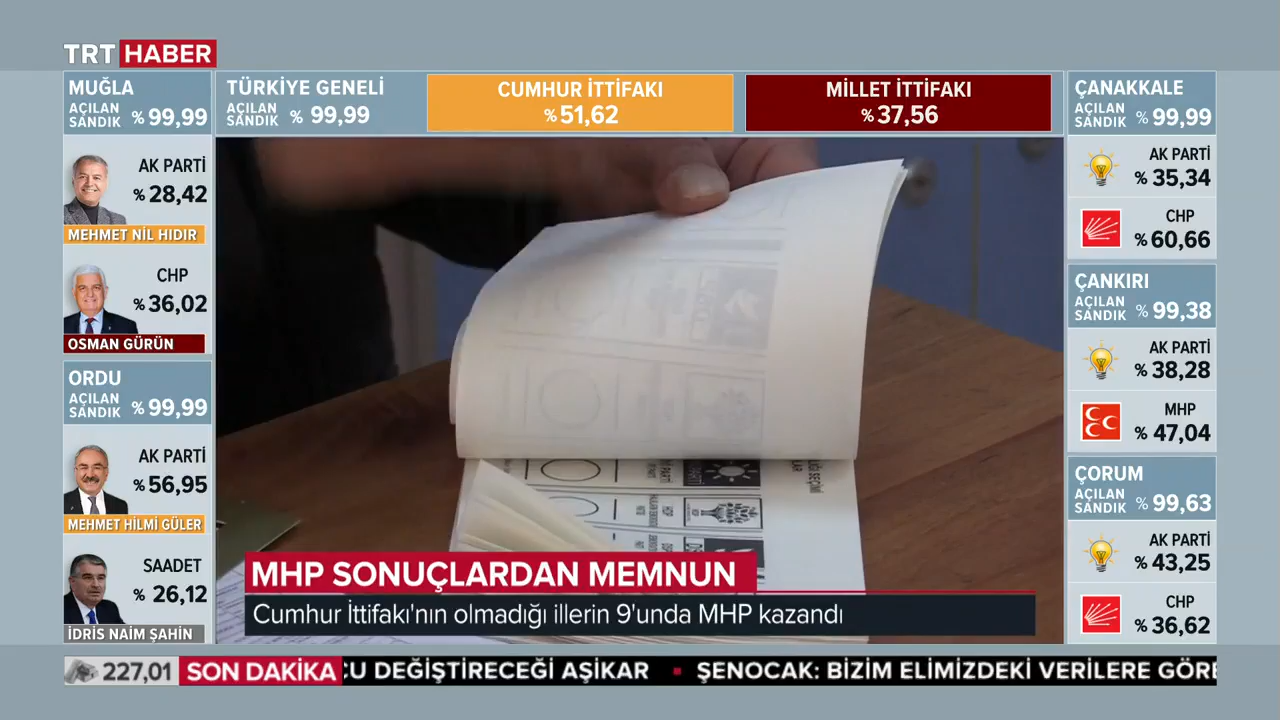 TRT HABER
MUĞLA
AÇILAN SANDIK % 99,99
AK PARTİ
% 28,42
MEHMET NİL HIDIR
CHP
% 36,02
OSMAN GÜRÜN
ORDU
AÇILAN SANDIK % 99,99
AK PARTİ
% 56,95
MEHMET HİLMİ GÜLER
SAADET
% 26,12
İDRİS NAİM ŞAHİN
TÜRKİYE GENELİ
AÇILAN SANDIK % 99,99
CUMHUR İTTİFAKI
% 51,62
MİLLET İTTİFAKI
% 37,56
ÇANAKKALE
AÇILAN SANDIK % 99,99
AK PARTİ
% 35,34
CHP
% 60,66
ÇANKIRI
AÇILAN SANDIK % 99,38
AK PARTİ
% 38,28
MHP
% 47,04
ÇORUM
AÇILAN SANDIK % 99,63
AK PARTİ
% 43,25
CHP
% 36,62
MHP SONUÇLARDAN MEMNUN
Cumhur İttifakı'nın olmadığı illerin 9'unda MHP kazandı
227,01 SON DAKİKA CU DEĞİŞTİRECEĞİ AŞİKAR • ŞENOCAK: BİZİM ELİMİZDEKİ VERİLERE GÖRE